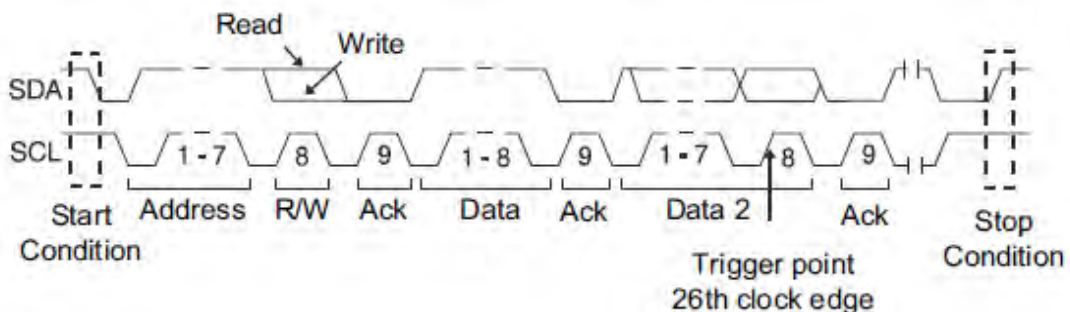 Read
Write
SDA
SCL
1 - 7 8 9 1 - 8 9 1 - 7 8 9
Address R/W Ack Data Ack Data 2 Ack
Start
Condition
Stop
Condition
Trigger point
26th clock edge